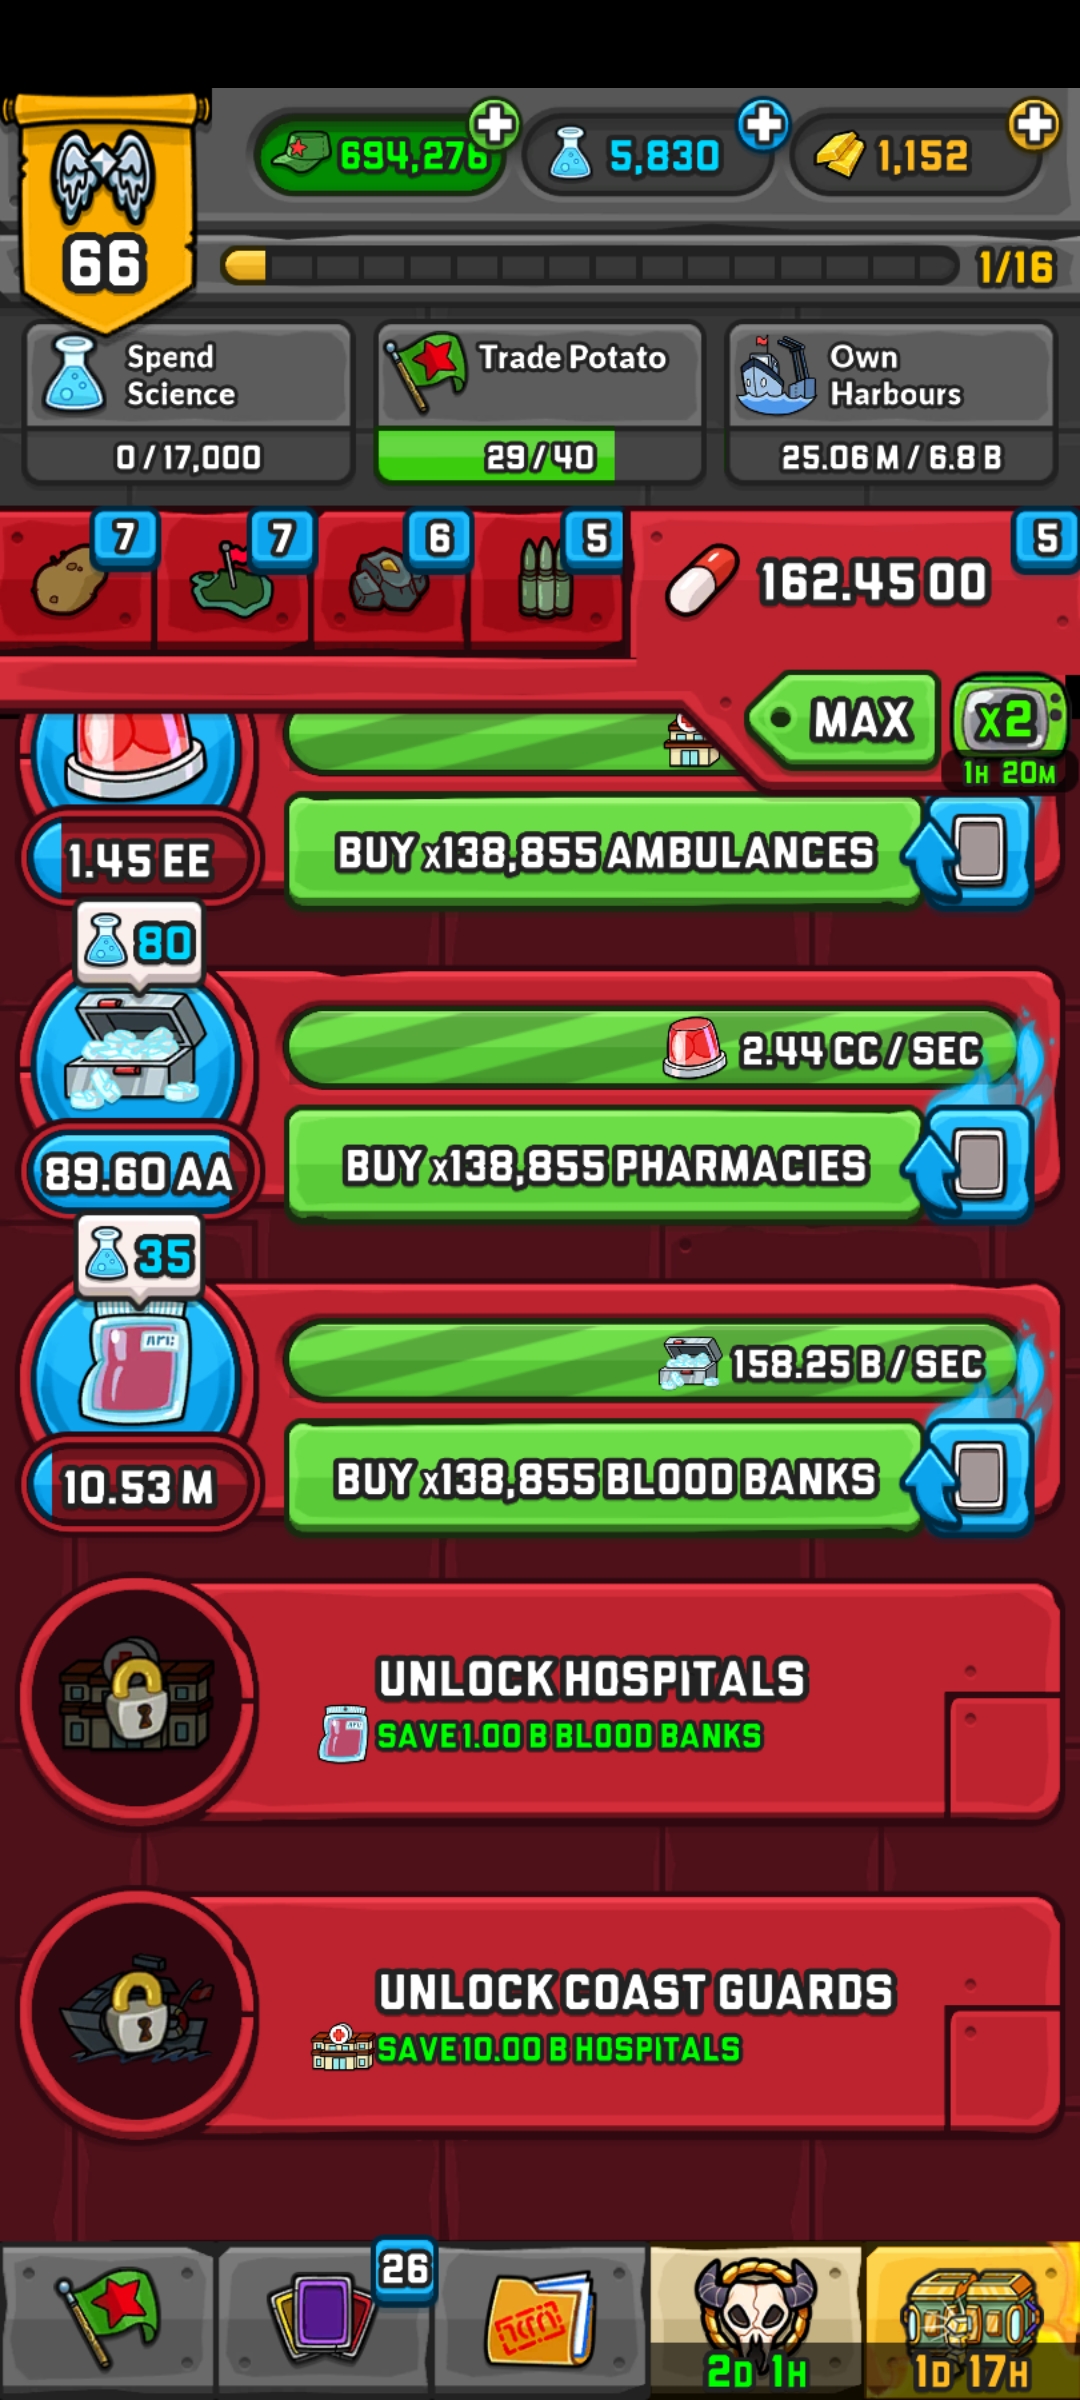 694,276
5,830
1,152
66
1/16
Spend
Science
0/17,000
Trade Potato
29/40
Own
Harbours
25.06 M / 6.8 B
7
7
6
5
5
162.45 OO
MAX
x2
1H 20M
1.45 EE
BUY x138,855 AMBULANCES
80
2.44 CC / SEC
89.60 AA
BUY x138,855 PHARMACIES
35
158.25 B / SEC
10.53 M
BUY x138,855 BLOOD BANKS
UNLOCK HOSPITALS
SAVE 1.00 B BLOOD BANKS
UNLOCK COAST GUARDS
SAVE 10.00 B HOSPITALS
26
2D 1H
1D 17H